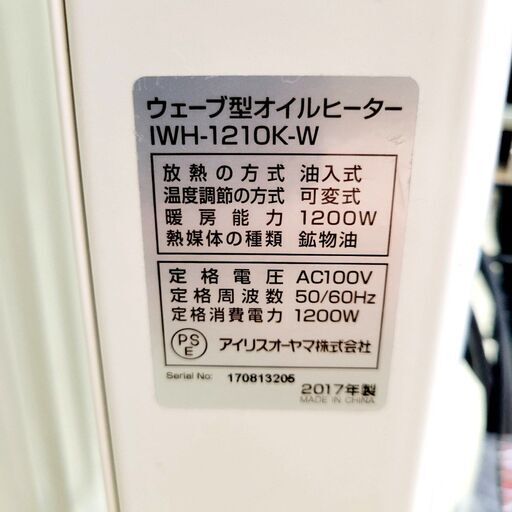 ウェーブ型オイルヒーター
IWH-1210K-W
放熱の方式 油入式
温度調節の方式 可変式
暖房能力 1200W
熱媒体の種類 鉱物油
定格電圧 AC100V
定格周波数 50/60Hz
定格消費電力 1200W
PSE アイリスオーヤマ株式会社
Serial No: 170813205
2017年製
MADE IN CHINA